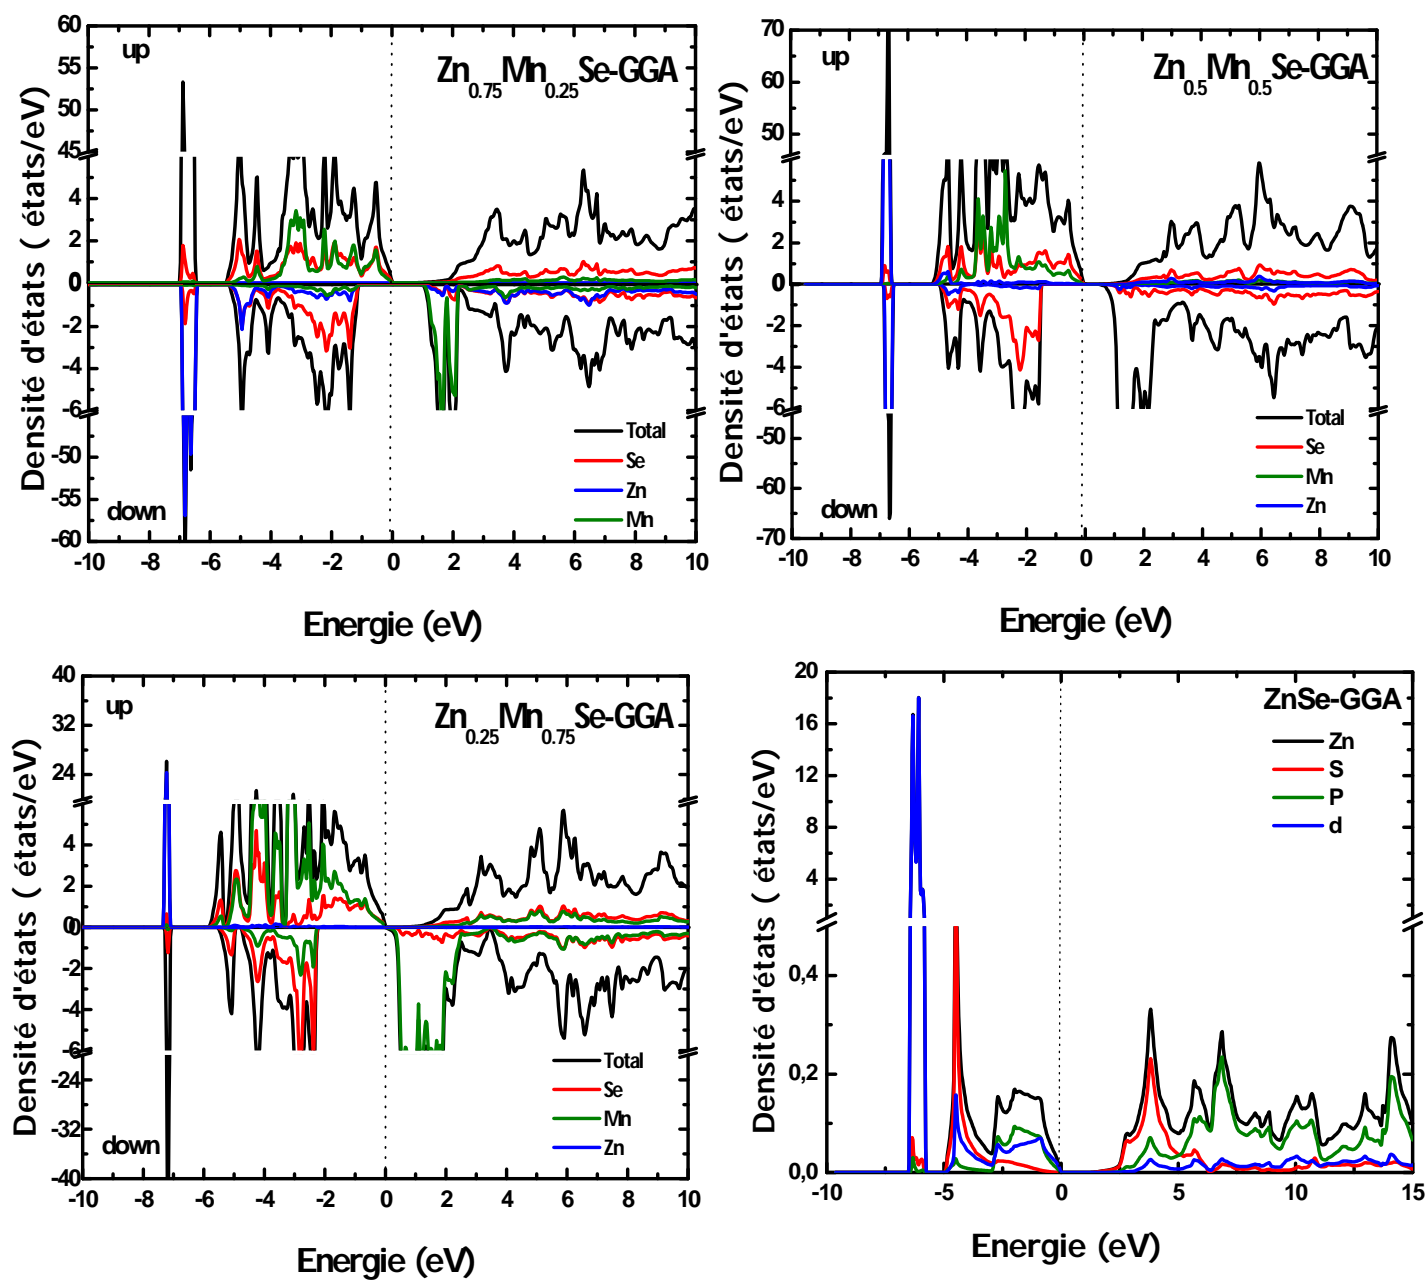 up
Zn0.75Mn0.25Se-GGA
60
55
50
45
4
2
0
0
-2
-4
-6
-50
-55
-60
Densité d'états ( états/eV)
Total
Se
Zn
Mn
down
-10 -8 -6 -4 -2 0 2 4 6 8 10
Energie (eV)
up
Zn0.5Mn0.5Se-GGA
70
60
50
4
2
0
-2
-4
-6
-50
-60
-70
Densité d'états ( états/eV)
Total
Se
Mn
Zn
down
-10 -8 -6 -4 -2 0 2 4 6 8 10
Energie (eV)
up
Zn0.25Mn0.75Se-GGA
40
32
24
4
2
0
0
-2
-4
-6
-24
-32
-40
Densité d'états ( états/eV)
Total
Se
Mn
Zn
down
-10 -8 -6 -4 -2 0 2 4 6 8 10
Energie (eV)
ZnSe-GGA
20
16
12
8
4
0,4
0,2
0,0
Densité d'états ( états/eV)
Zn
S
P
d
-10 -5 0 5 10 15
Energie (eV)